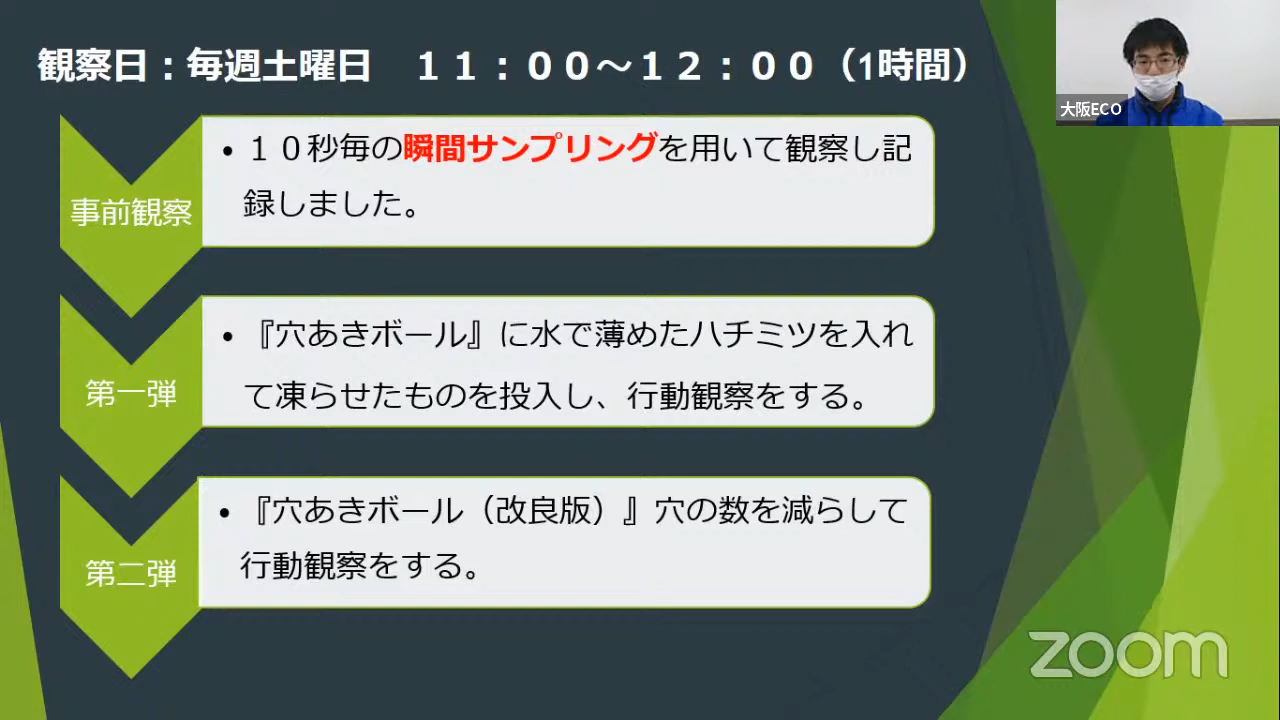 観察日：毎週土曜日　１１：００～１２：００（1時間）
大阪ECO
事前観察
• １０秒毎の瞬間サンプリングを用いて観察し記
録しました。
第一弾
• 『穴あきボール』に水で薄めたハチミツを入れ
て凍らせたものを投入し、行動観察をする。
第二弾
• 『穴あきボール（改良版）』穴の数を減らして
行動観察をする。
zoom